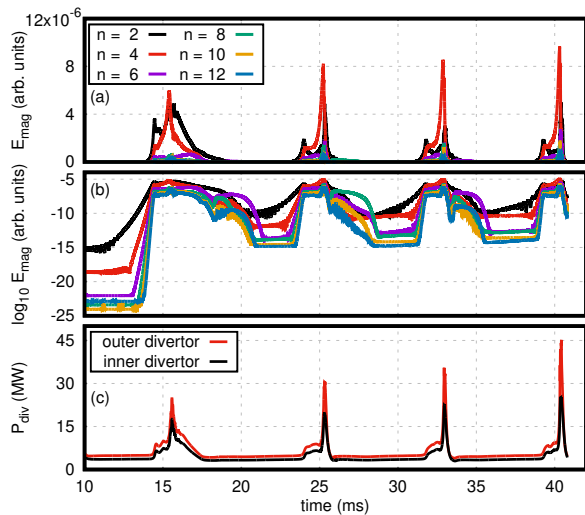 12×10⁻⁶
8
4
0
E_mag (arb. units)
n = 2 n = 8
n = 4 n = 10
n = 6 n = 12
(a)
-5
-10
-15
-20
-25
log₁₀ E_mag (arb. units)
(b)
45
30
15
0
P_div (MW)
outer divertor
inner divertor
(c)
10 15 20 25 30 35 40
time (ms)